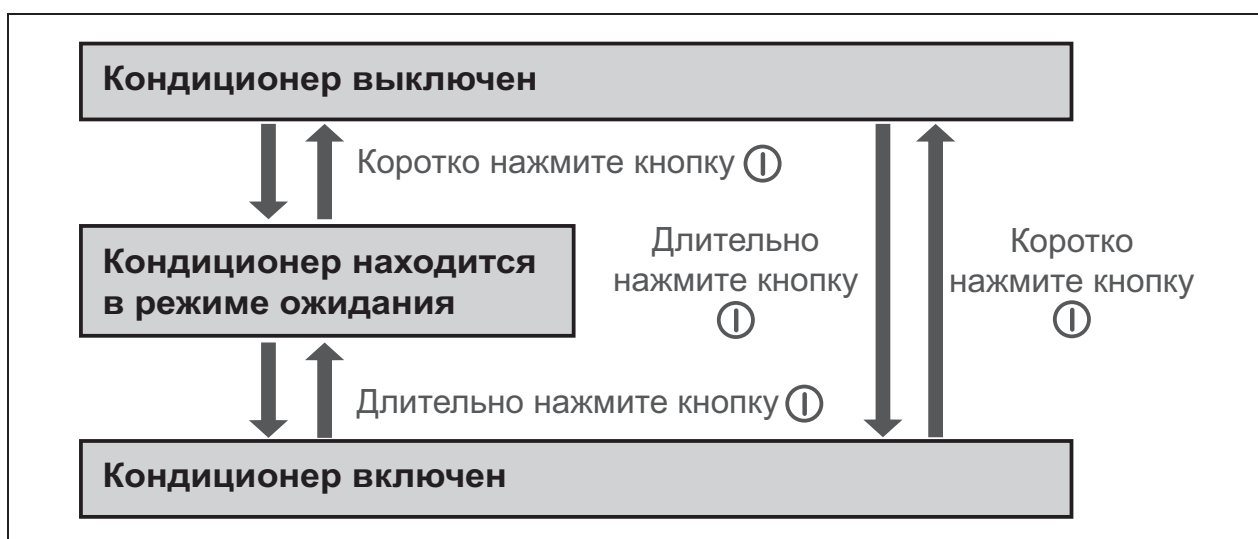 Кондиционер выключен
Коротко нажмите кнопку
Кондиционер находится
в режиме ожидания
Длительно
нажмите кнопку
Коротко
нажмите кнопку
Длительно нажмите кнопку
Кондиционер включен